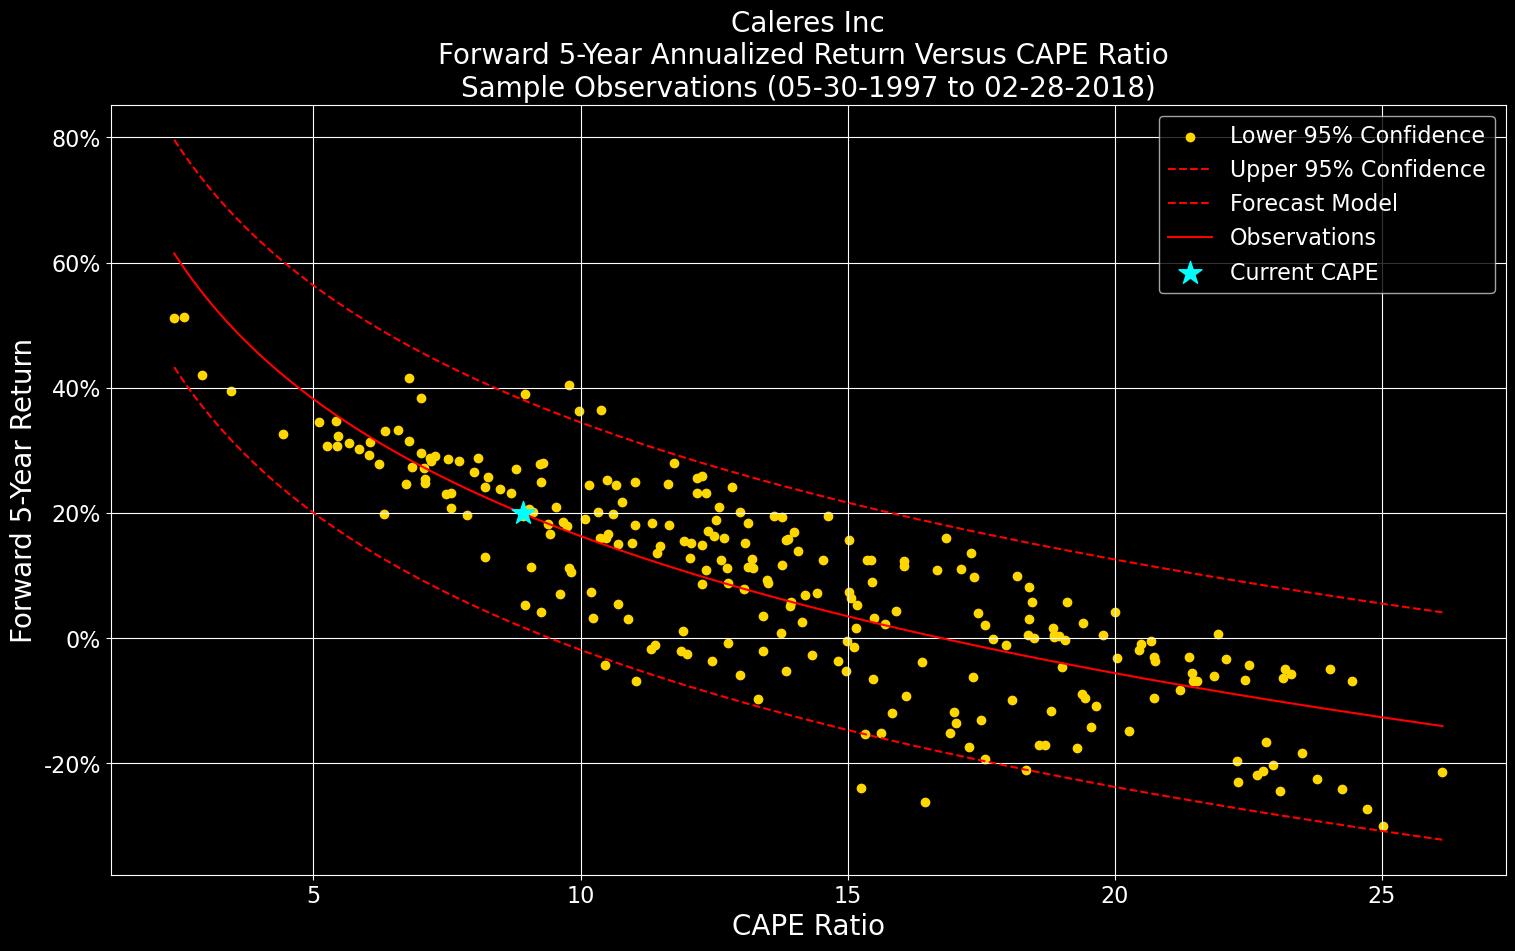 Caleres Inc
Forward 5-Year Annualized Return Versus CAPE Ratio
Sample Observations (05-30-1997 to 02-28-2018)
Lower 95% Confidence
Upper 95% Confidence
Forecast Model
Observations
Current CAPE
Forward 5-Year Return
80%
60%
40%
20%
0%
-20%
5
10
15
20
25
CAPE Ratio